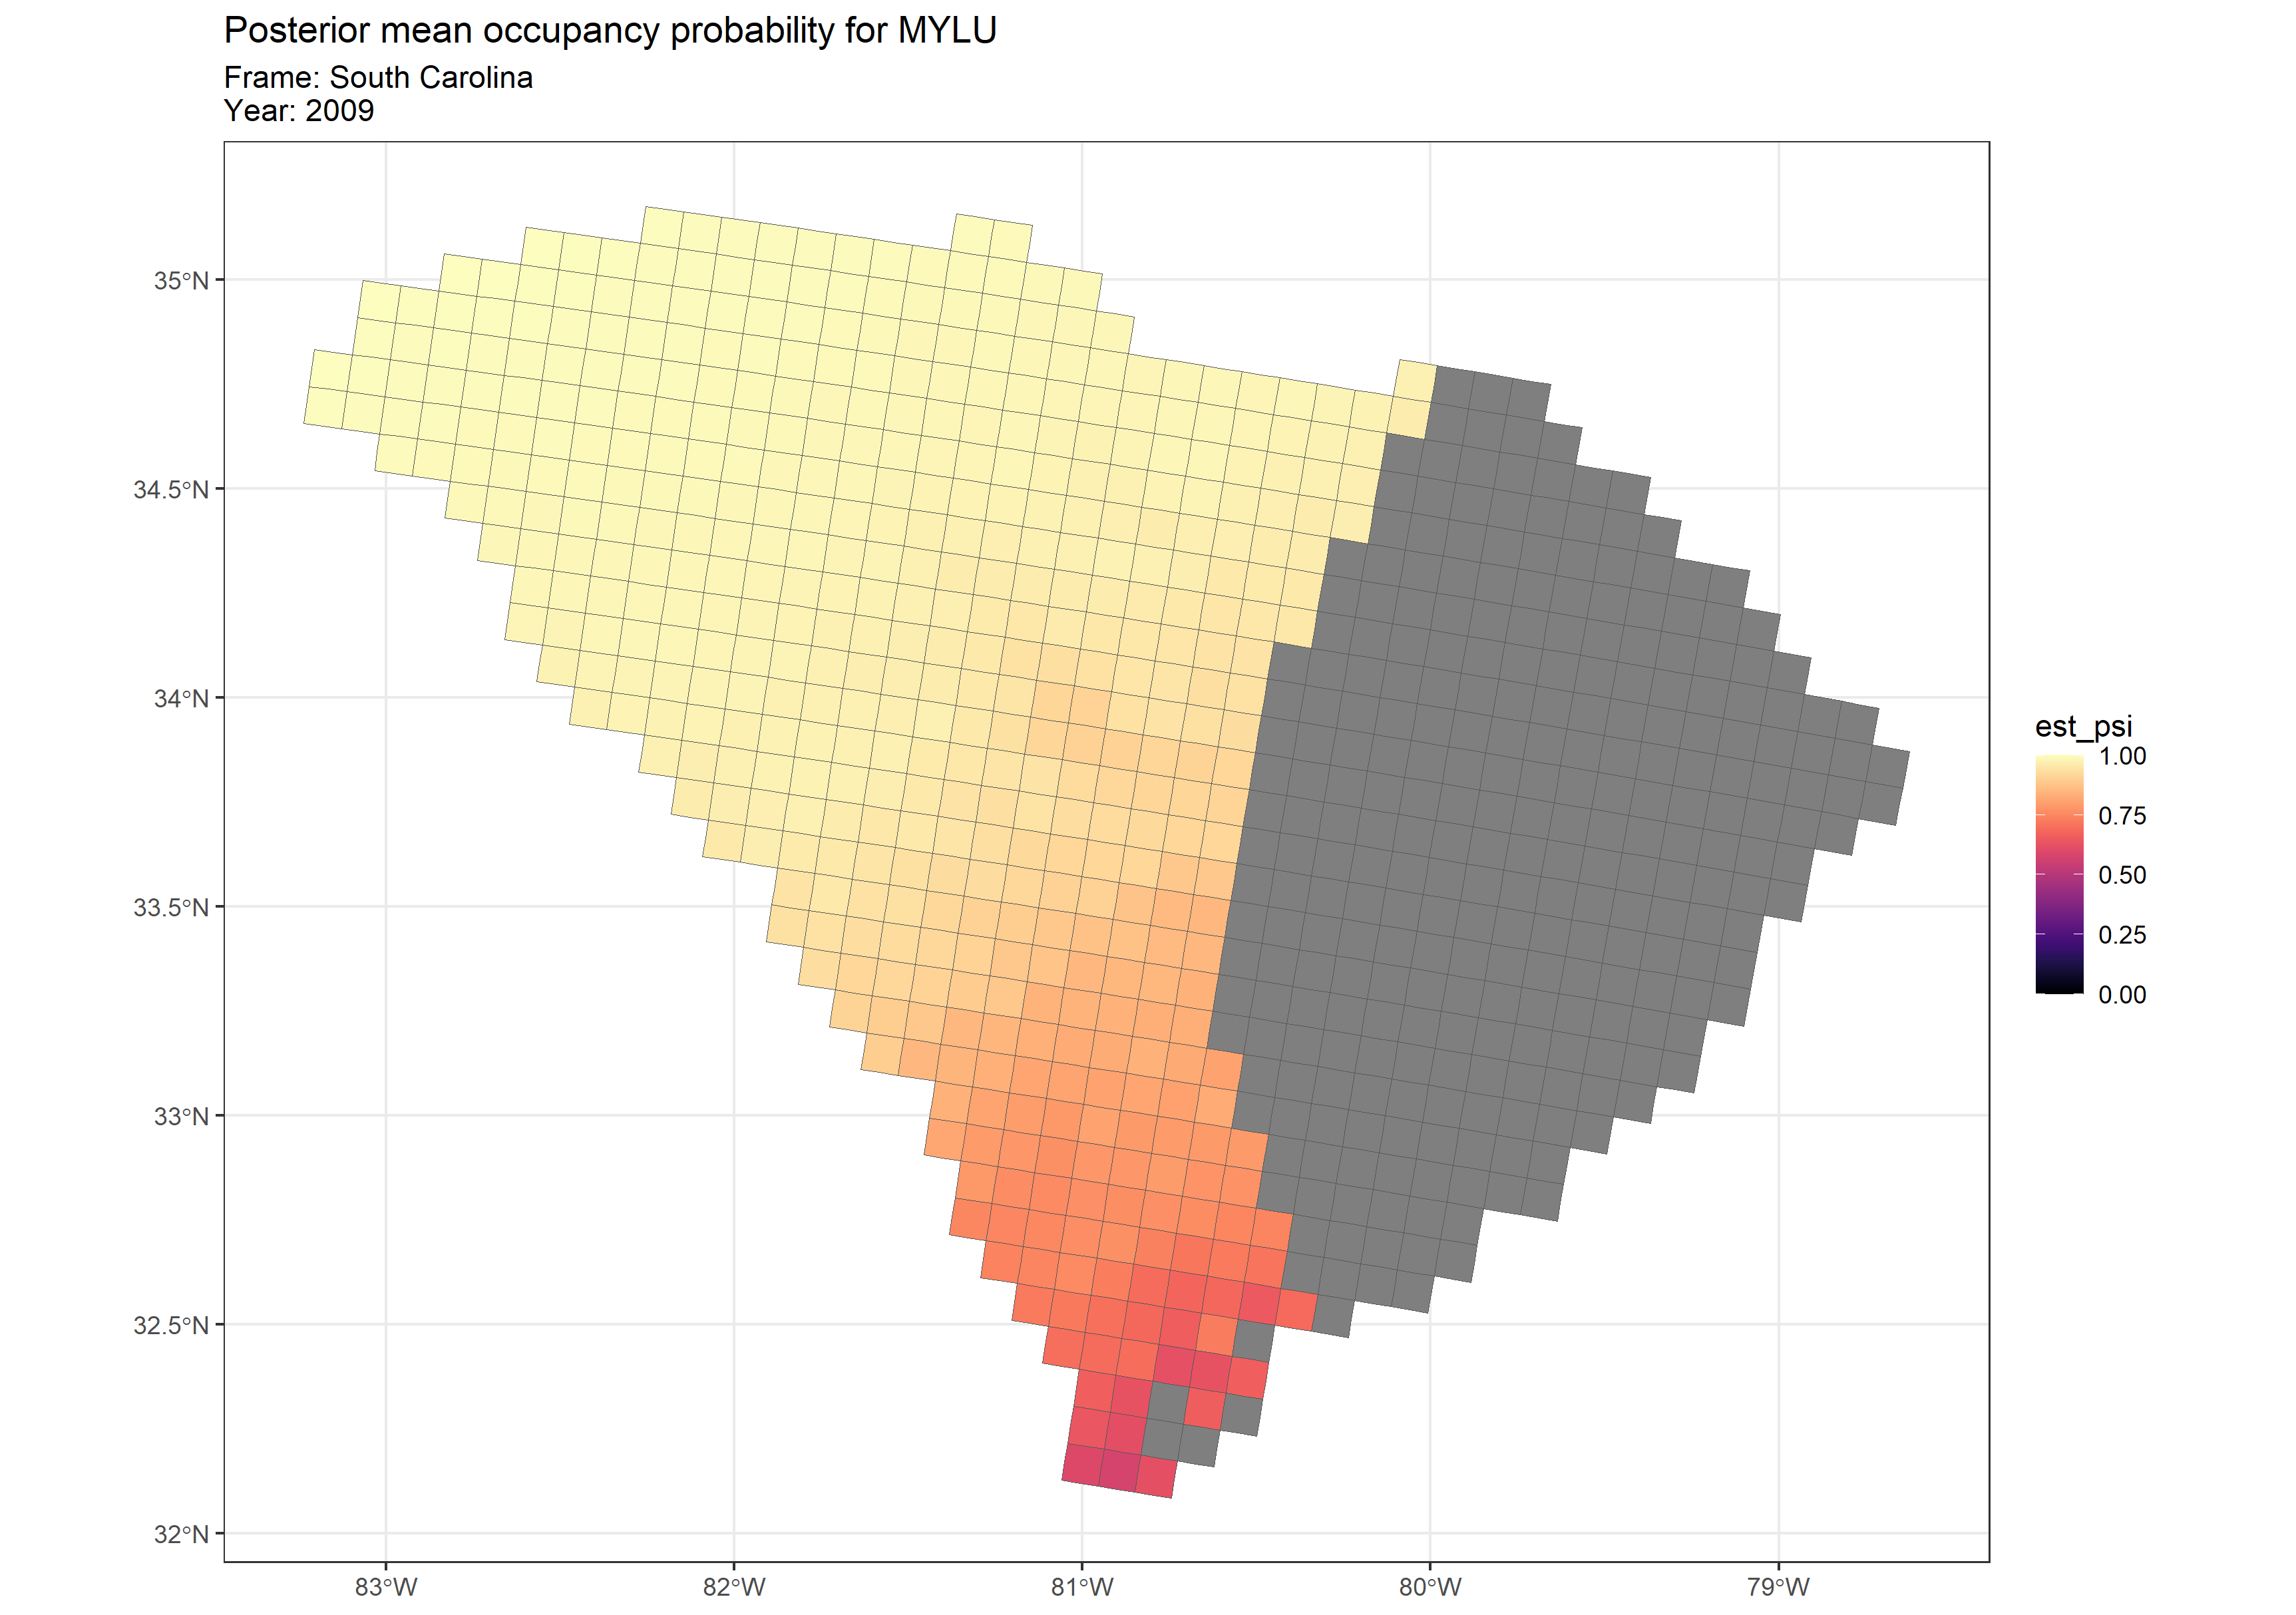 Posterior mean occupancy probability for MYLU
Frame: South Carolina
Year: 2009
35°N
34.5°N
34°N
33.5°N
33°N
32.5°N
32°N
83°W
82°W
81°W
80°W
79°W
est_psi
1.00
0.75
0.50
0.25
0.00